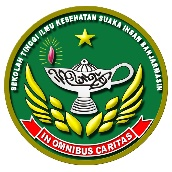 SEKOLAH TINGGI ILMU KESEHATAN SUAKA INSAN BANJARMASIN
IN OMNIBUS CARITAS